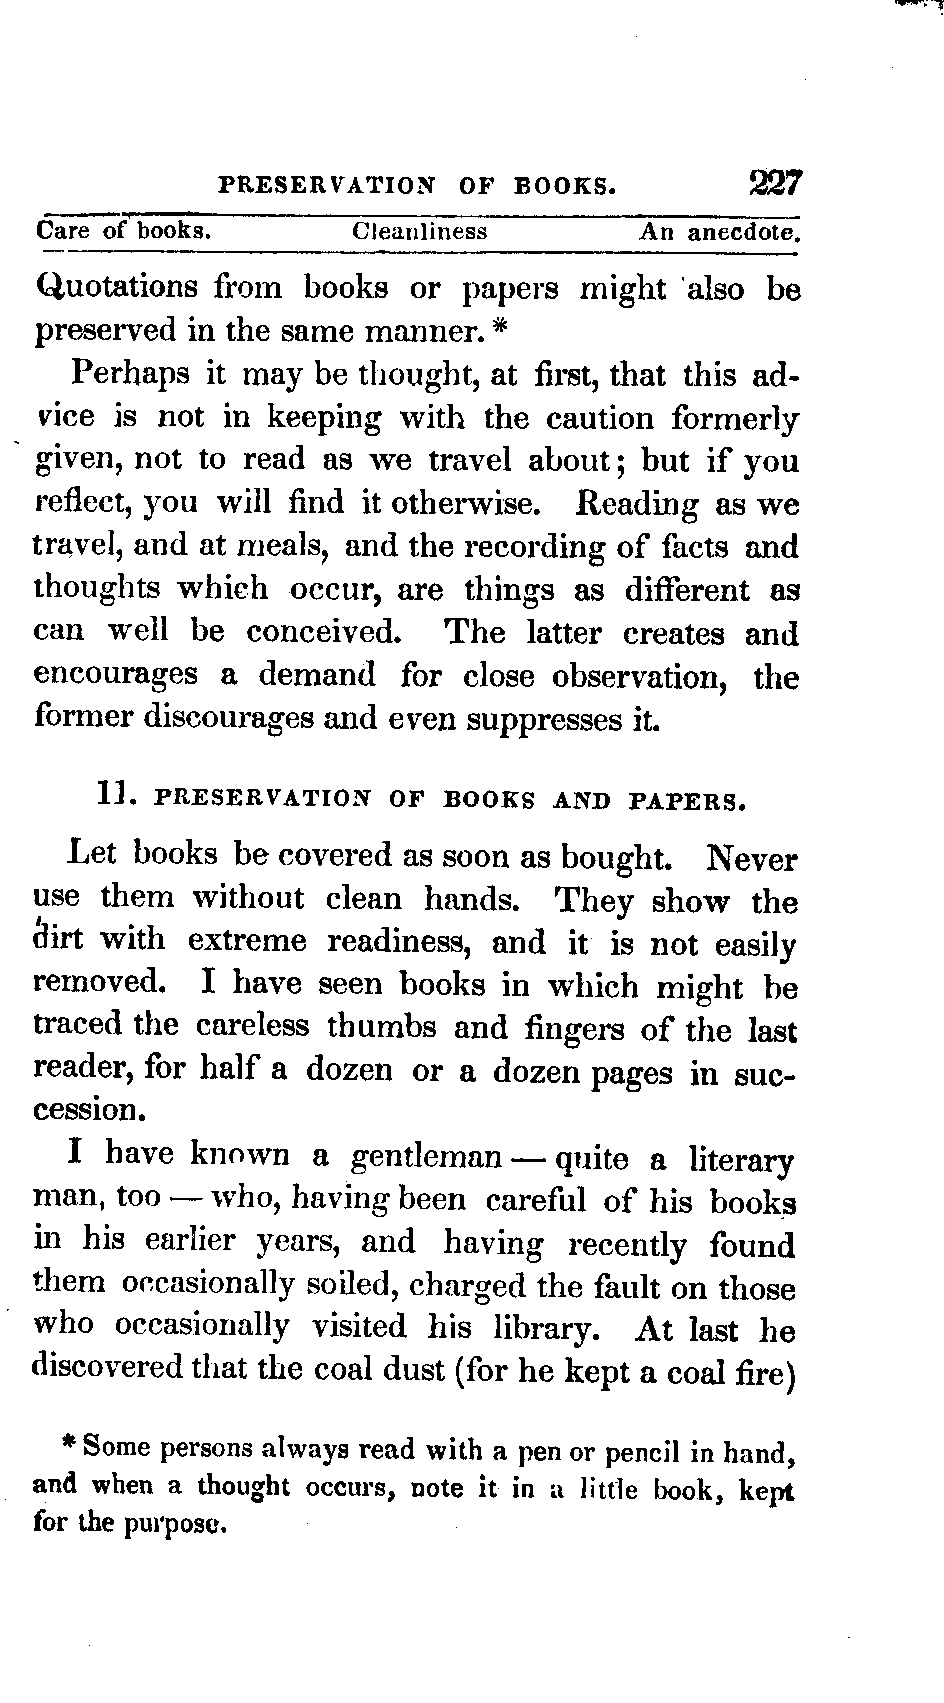 PRESERVATION OF BOOKS. 227
Care of books. Cleanliness An anecdote.
Quotations from books or papers might also be
preserved in the same manner.*
Perhaps it may be thought, at first, that this ad-
vice is not in keeping with the caution formerly
given, not to read as we travel about; but if you
reflect, you will find it otherwise. Reading as we
travel, and at meals, and the recording of facts and
thoughts which occur, are things as different as
can well be conceived. The latter creates and
encourages a demand for close observation, the
former discourages and even suppresses it.
11. PRESERVATION OF BOOKS AND PAPERS.
Let books be covered as soon as bought. Never
use them without clean hands. They show the
dirt with extreme readiness, and it is not easily
removed. I have seen books in which might be
traced the careless thumbs and fingers of the last
reader, for half a dozen or a dozen pages in suc-
cession.
I have known a gentleman — quite a literary
man, too — who, having been careful of his books
in his earlier years, and having recently found
them occasionally soiled, charged the fault on those
who occasionally visited his library. At last he
discovered that the coal dust (for he kept a coal fire)
* Some persons always read with a pen or pencil in hand,
and when a thought occurs, note it in a little book, kept
for the purpose.